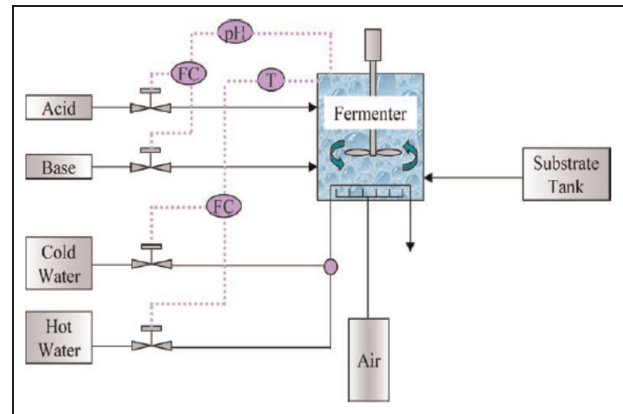 pH
FC
T
Acid
Fermenter
Base
Substrate
Tank
FC
Cold
Water
Hot
Water
Air